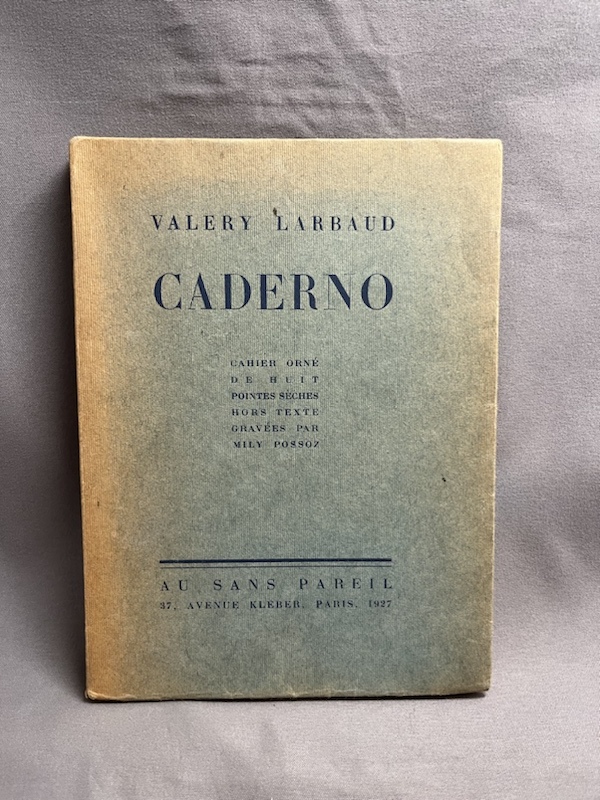 VALERY LARBAUD
CADERNO
CAHIER ORNÉ
DE HUIT
POINTES SÈCHES
HORS TEXTE
GRAVÉES PAR
MILY POSSOZ
AU SANS PAREIL
37, AVENUE KLEBER, PARIS, 1927